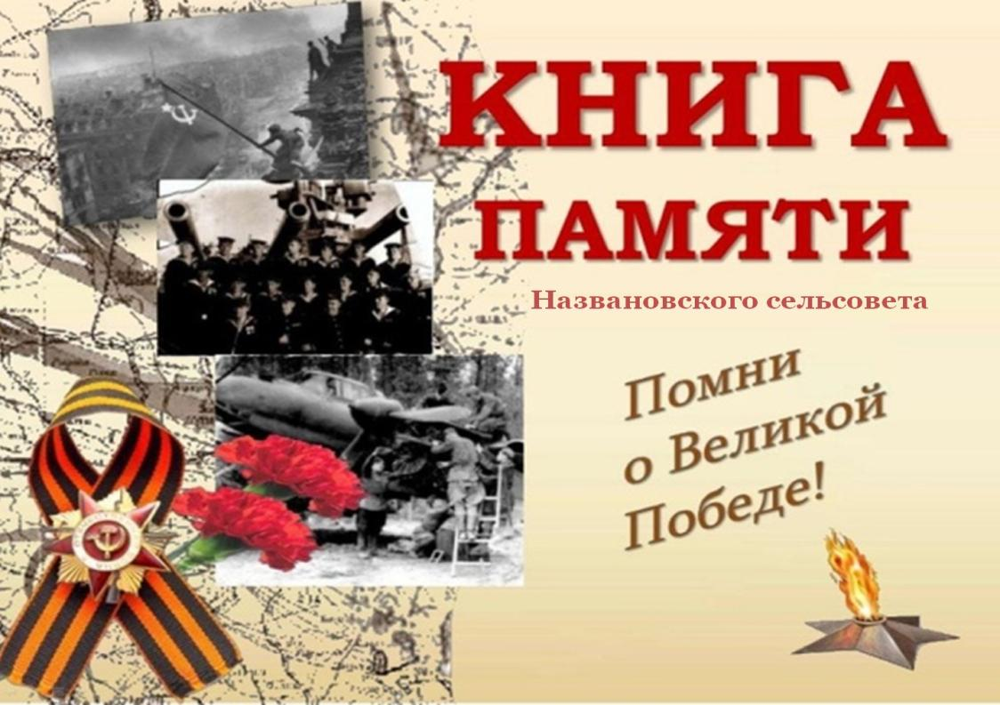 КНИГА
ПАМЯТИ
Названовского сельсовета
Помни
о Великой
Победе!